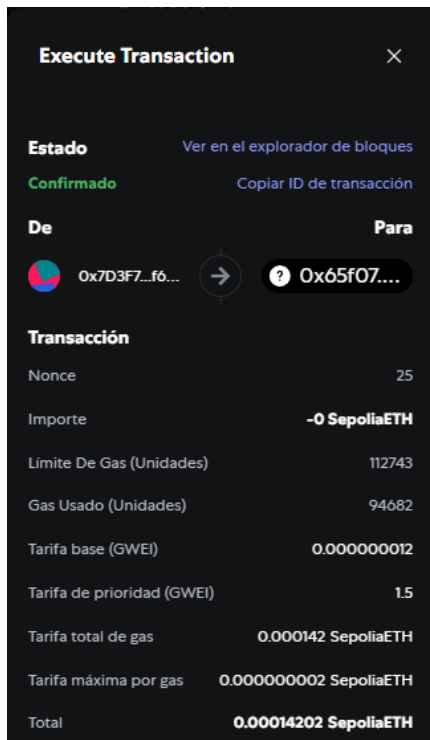 Execute Transaction
Estado Ver en el explorador de bloques
Confirmado Copiar ID de transacción
De Para
0x7D3F7...f6... 0x65f07....
Transacción
Nonce 25
Importe -0 SepoliaETH
Límite De Gas (Unidades) 112743
Gas Usado (Unidades) 94682
Tarifa base (GWEI) 0.000000012
Tarifa de prioridad (GWEI) 1.5
Tarifa total de gas 0.000142 SepoliaETH
Tarifa máxima por gas 0.000000002 SepoliaETH
Total 0.00014202 SepoliaETH